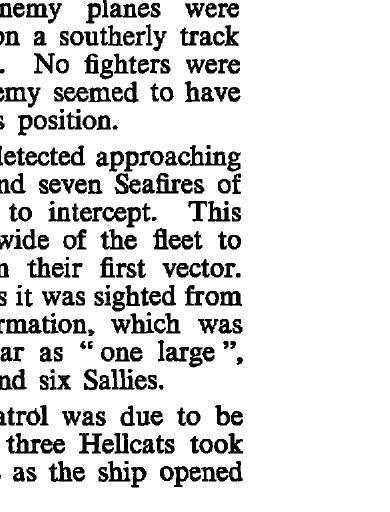 enemy planes were
on a southerly track
. No fighters were
enemy seemed to have
s position.
detected approaching
nd seven Seafires of
to intercept. This
wide of the fleet to
n their first vector.
s it was sighted from
rmation, which was
ar as “one large”,
nd six Sallies.
atrol was due to be
three Hellcats took
as the ship opened